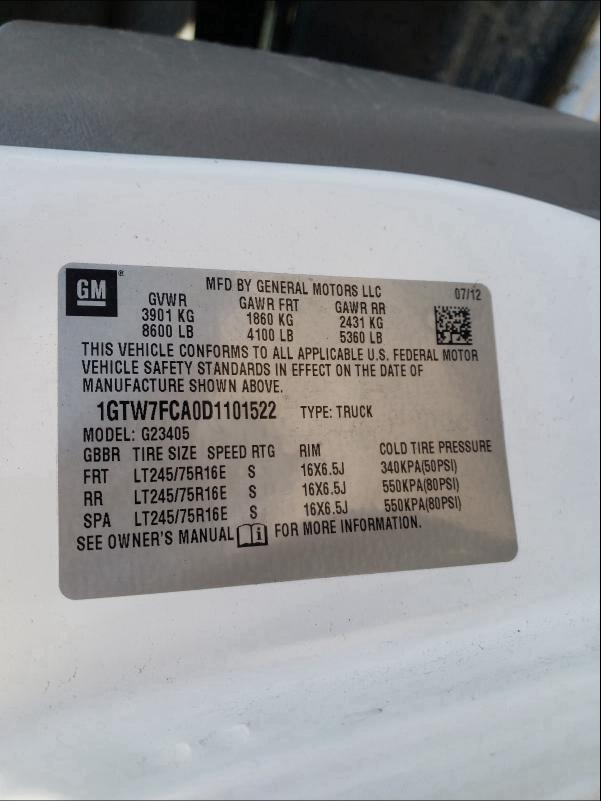 GM ® MFD BY GENERAL MOTORS LLC 07/12
GVWR GAWR FRT GAWR RR
3901 KG 1860 KG 2431 KG
8600 LB 4100 LB 5360 LB
THIS VEHICLE CONFORMS TO ALL APPLICABLE U.S. FEDERAL MOTOR
VEHICLE SAFETY STANDARDS IN EFFECT ON THE DATE OF
MANUFACTURE SHOWN ABOVE.
1GTW7FCA0D1101522 TYPE: TRUCK
MODEL: G23405
GBBR TIRE SIZE SPEED RTG RIM COLD TIRE PRESSURE
FRT LT245/75R16E S 16X6.5J 340KPA(50PSI)
RR LT245/75R16E S 16X6.5J 550KPA(80PSI)
SPA LT245/75R16E S 16X6.5J 550KPA(80PSI)
SEE OWNER'S MANUAL i FOR MORE INFORMATION.